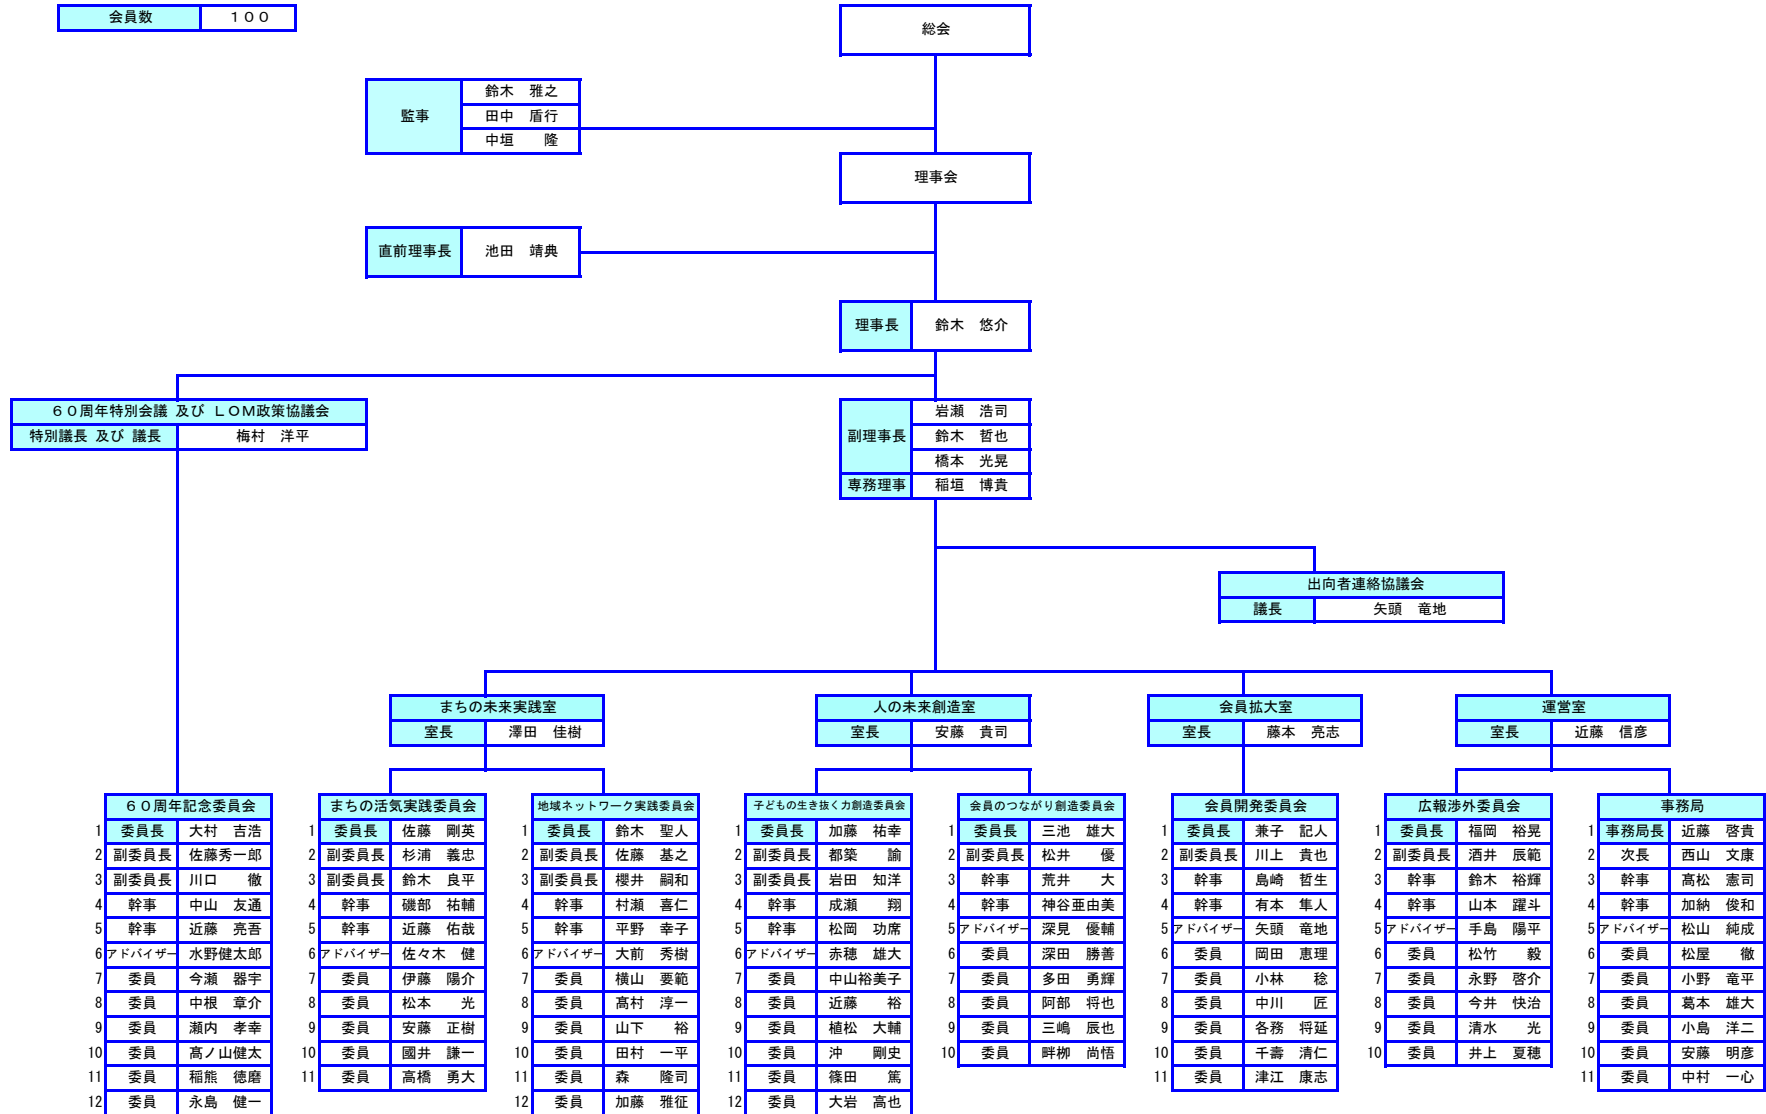 会員数 １００
総会
監事
鈴木　雅之
田中　盾行
中垣　　隆
理事会
直前理事長 池田　靖典
理事長 鈴木　悠介
６０周年特別会議 及び ＬＯＭ政策協議会
特別議長 及び 議長 梅村　洋平
副理事長
岩瀬　浩司
鈴木　哲也
橋本　光晃
専務理事 稲垣　博貴
出向者連絡協議会
議長 矢頭　竜地
まちの未来実践室
室長 澤田　佳樹
人の未来創造室
室長 安藤　貴司
会員拡大室
室長 藤本　亮志
運営室
室長 近藤　信彦
６０周年記念委員会
1 委員長 大村　吉浩
2 副委員長 佐藤秀一郎
3 副委員長 川口　　徹
4 幹事 中山　友通
5 幹事 近藤　亮吾
6 アドバイザー 水野健太郎
7 委員 今瀬　器宇
8 委員 中根　章介
9 委員 瀬内　孝幸
10 委員 髙ノ山健太
11 委員 稲熊　徳磨
12 委員 永島　健一
まちの活気実践委員会
1 委員長 佐藤　剛英
2 副委員長 杉浦　義忠
3 副委員長 鈴木　良平
4 幹事 磯部　祐輔
5 幹事 近藤　佑哉
6 アドバイザー 佐々木　健
7 委員 伊藤　陽介
8 委員 松本　　光
9 委員 安藤　正樹
10 委員 國井　謙一
11 委員 高橋　勇大
地域ネットワーク実践委員会
1 委員長 鈴木　聖人
2 副委員長 佐藤　基之
3 副委員長 櫻井　嗣和
4 幹事 村瀬　喜仁
5 幹事 平野　幸子
6 アドバイザー 大前　秀樹
7 委員 横山　要範
8 委員 髙村　淳一
9 委員 山下　　裕
10 委員 田村　一平
11 委員 森　　隆司
12 委員 加藤　雅征
子どもの生き抜く力創造委員会
1 委員長 加藤　祐幸
2 副委員長 都築　　諭
3 副委員長 岩田　知洋
4 幹事 成瀬　　翔
5 幹事 松岡　功席
6 アドバイザー 赤穂　雄大
7 委員 中山裕美子
8 委員 近藤　　裕
9 委員 植松　大輔
10 委員 沖　　剛史
11 委員 篠田　　篤
12 委員 大岩　高也
会員のつながり創造委員会
1 委員長 三池　雄大
2 副委員長 松井　　優
3 幹事 荒井　　大
4 幹事 神谷亜由美
5 アドバイザー 深見　優輔
6 委員 深田　勝善
7 委員 多田　勇輝
8 委員 阿部　将也
9 委員 三嶋　辰也
10 委員 畔栁　尚悟
会員開発委員会
1 委員長 兼子　記人
2 副委員長 川上　貴也
3 幹事 島崎　哲生
4 幹事 有本　隼人
5 アドバイザー 矢頭　竜地
6 委員 岡田　恵理
7 委員 小林　　稔
8 委員 中川　　匠
9 委員 各務　将延
10 委員 千壽　清仁
11 委員 津江　康志
広報渉外委員会
1 委員長 福岡　裕晃
2 副委員長 酒井　辰範
3 幹事 鈴木　裕輝
4 幹事 山本　躍斗
5 アドバイザー 手島　陽平
6 委員 松竹　　毅
7 委員 永野　啓介
8 委員 今井　快治
9 委員 清水　　光
10 委員 井上　夏穂
事務局
1 事務局長 近藤　啓貴
2 次長 西山　文康
3 幹事 髙松　憲司
4 幹事 加納　俊和
5 アドバイザー 松山　純成
6 委員 松屋　　徹
7 委員 小野　竜平
8 委員 葛本　雄大
9 委員 小島　洋二
10 委員 安藤　明彦
11 委員 中村　一心